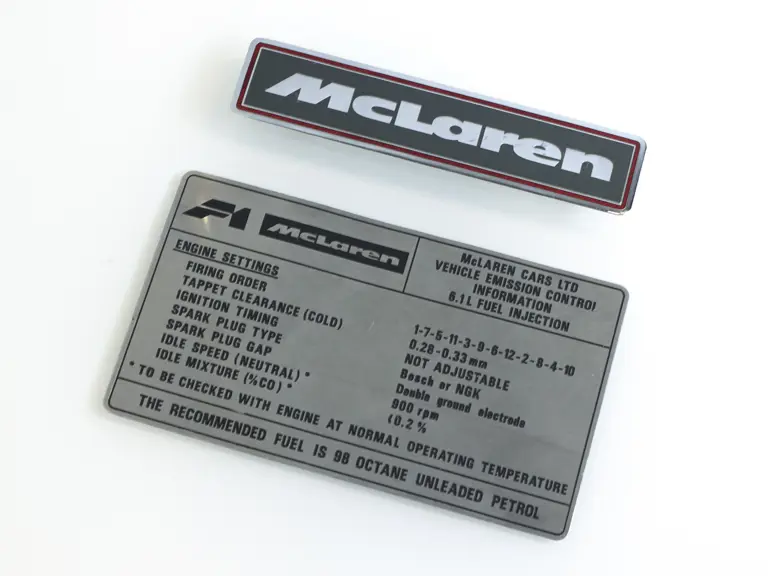 McLaren
F1 McLaren
McLAREN CARS LTD
VEHICLE EMISSION CONTROL
INFORMATION
6.1L FUEL INJECTION
ENGINE SETTINGS
FIRING ORDER 1-7-5-11-3-9-6-12-2-8-4-10
TAPPET CLEARANCE (COLD) 0.28-0.33mm
IGNITION TIMING NOT ADJUSTABLE
SPARK PLUG TYPE Bosch or NGK
SPARK PLUG GAP Double ground electrode
IDLE SPEED (NEUTRAL) * 900 rpm
IDLE MIXTURE (%CO) * (0.2 %
* TO BE CHECKED WITH ENGINE AT NORMAL OPERATING TEMPERATURE
THE RECOMMENDED FUEL IS 98 OCTANE UNLEADED PETROL